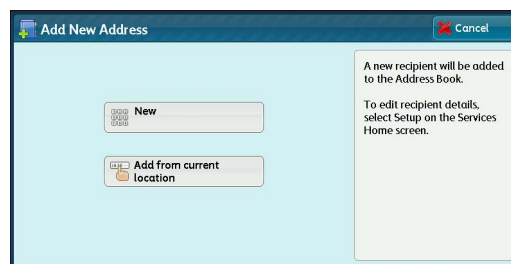 Add New Address
Cancel
A new recipient will be added
to the Address Book.
To edit recipient details,
select Setup on the Services
Home screen.
New
Add from current
location